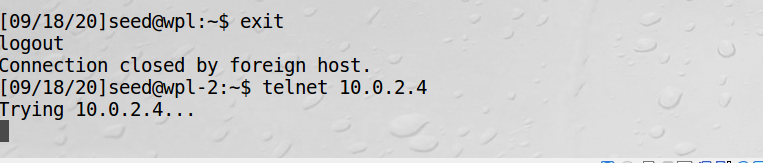 [09/18/20]seed@wpl:~$ exit
logout
Connection closed by foreign host.
[09/18/20]seed@wpl-2:~$ telnet 10.0.2.4
Trying 10.0.2.4...